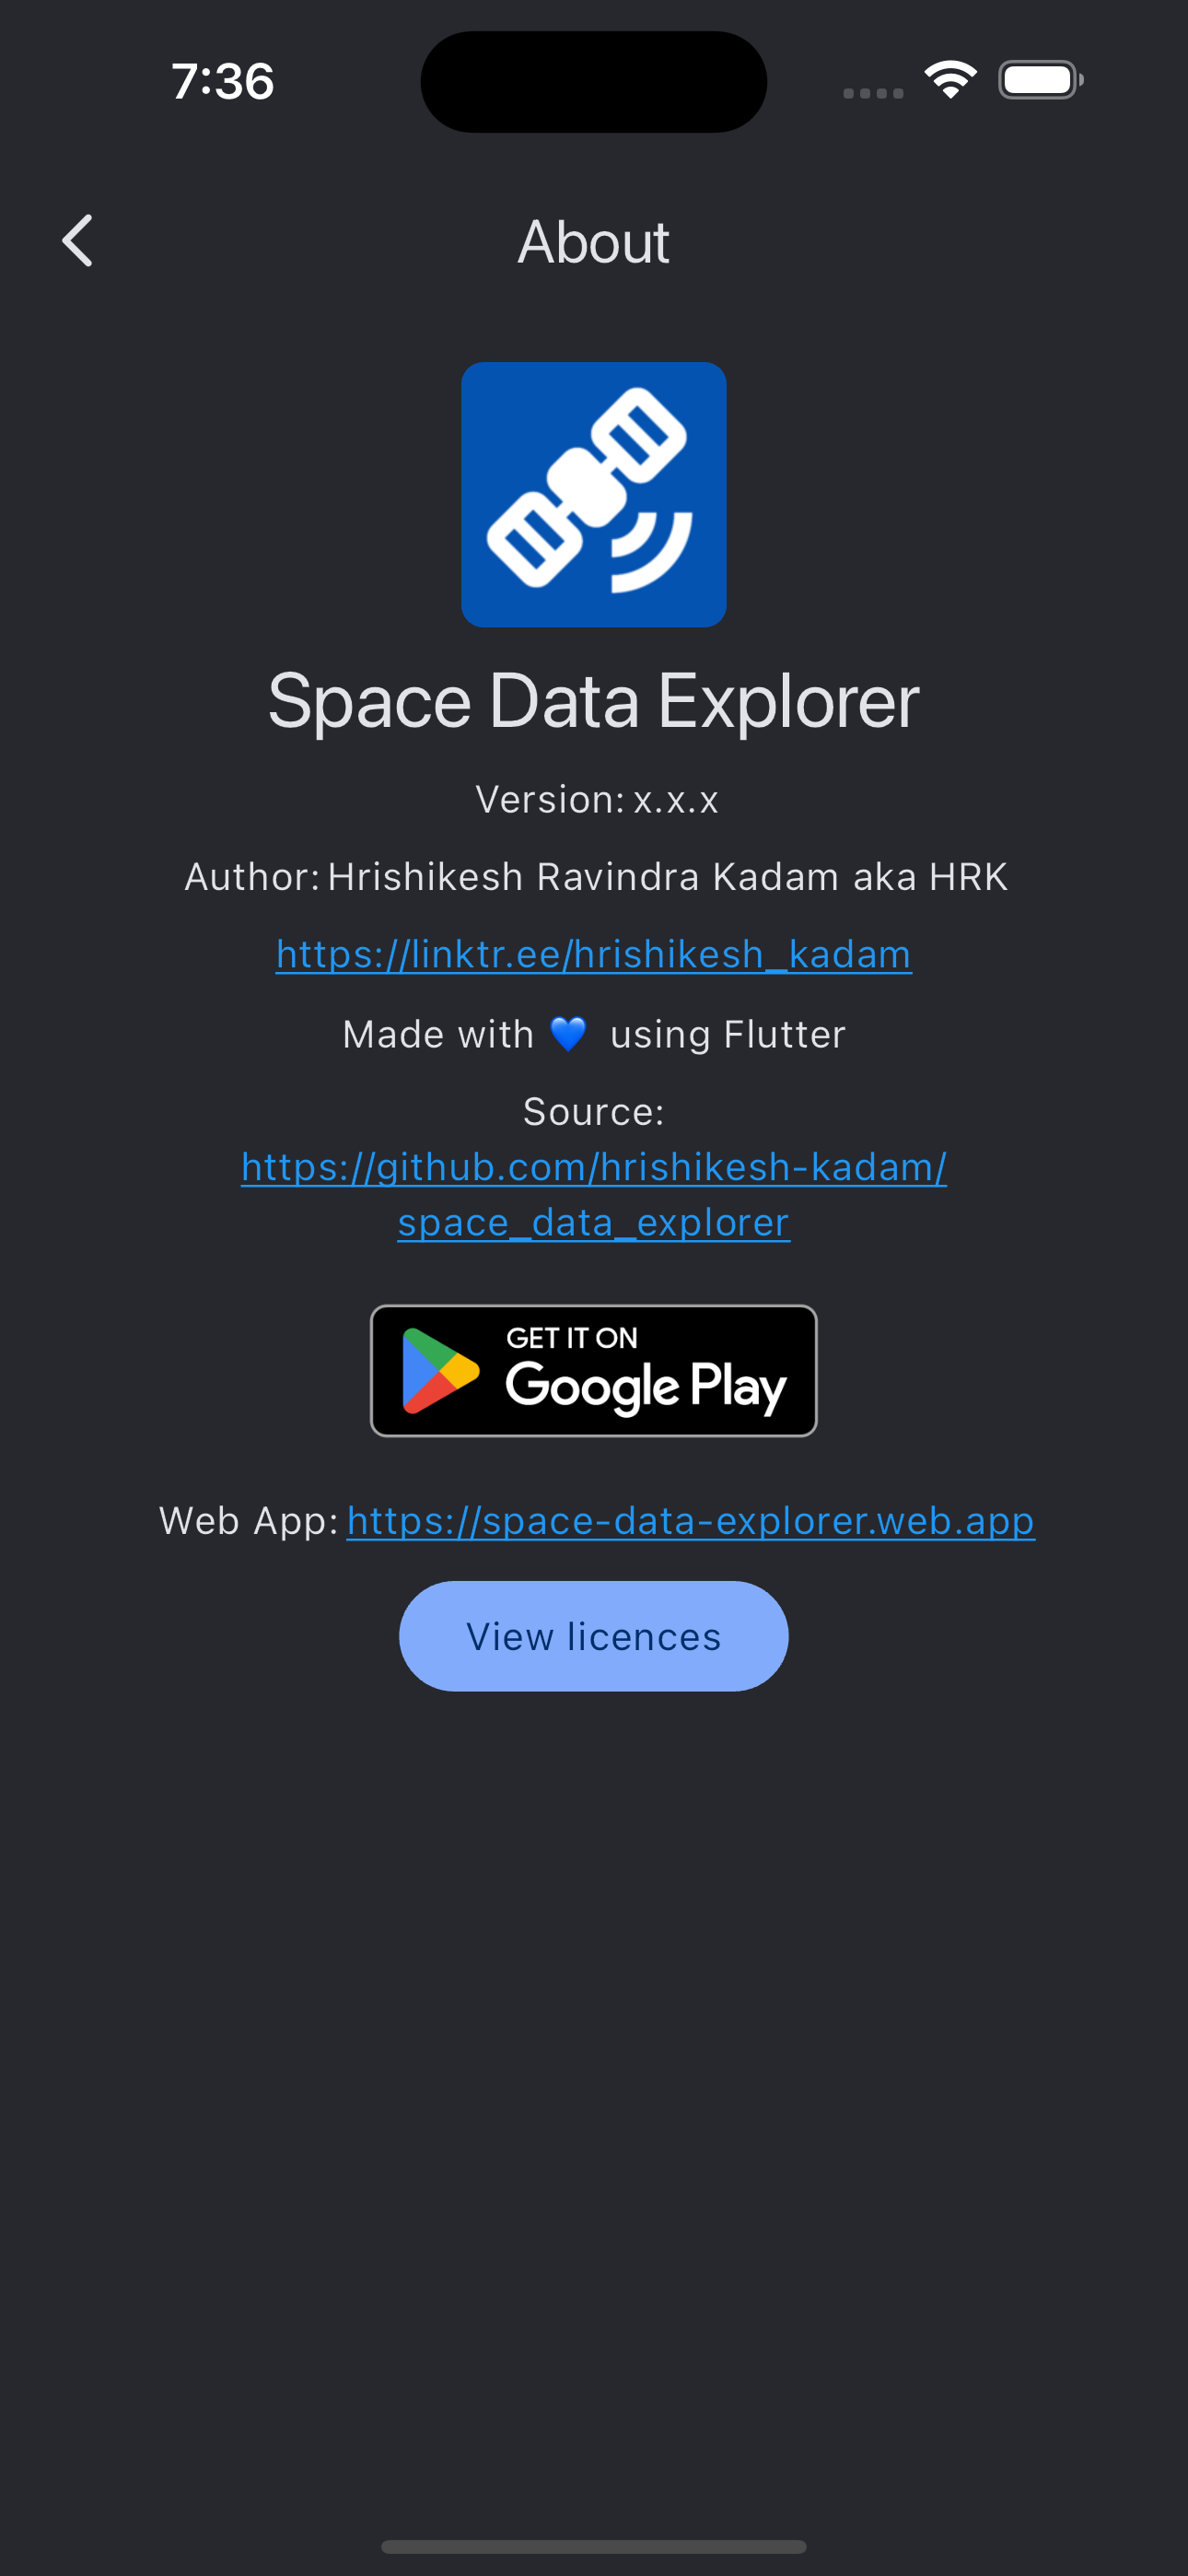 7:36
About
Space Data Explorer
Version: x.x.x
Author: Hrishikesh Ravindra Kadam aka HRK
https://linktr.ee/hrishikesh_kadam
Made with 💙 using Flutter
Source:
https://github.com/hrishikesh-kadam/
space_data_explorer
GET IT ON
Google Play
Web App: https://space-data-explorer.web.app
View licences